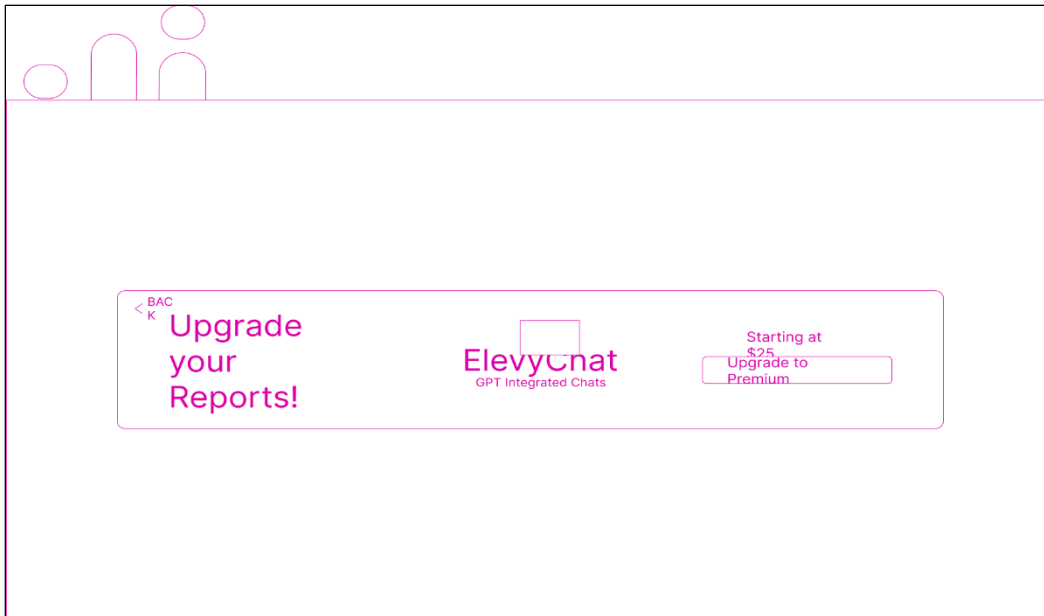 BAC
K
Upgrade
your
Reports!
ElevyChat
GPT Integrated Chats
Starting at
$25
Upgrade to
Premium